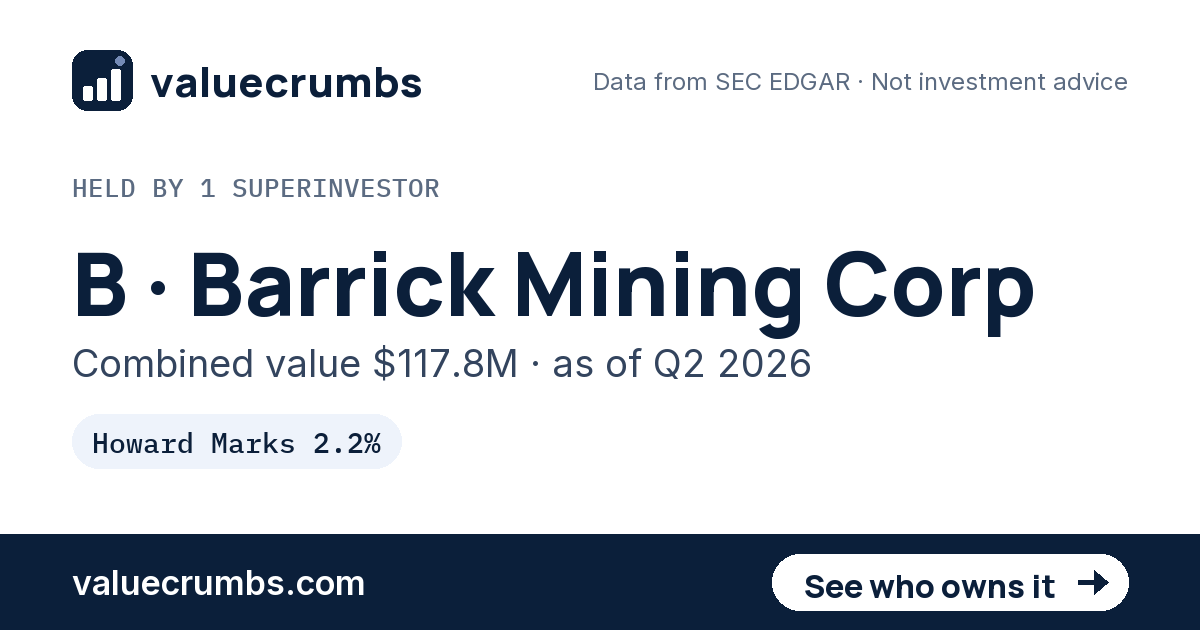 valuecrumbs
Data from SEC EDGAR · Not investment advice
HELD BY 1 SUPERINVESTOR
B · Barrick Mining Corp
Combined value $117.8M · as of Q2 2026
Howard Marks 2.2%
valuecrumbs.com
See who owns it →